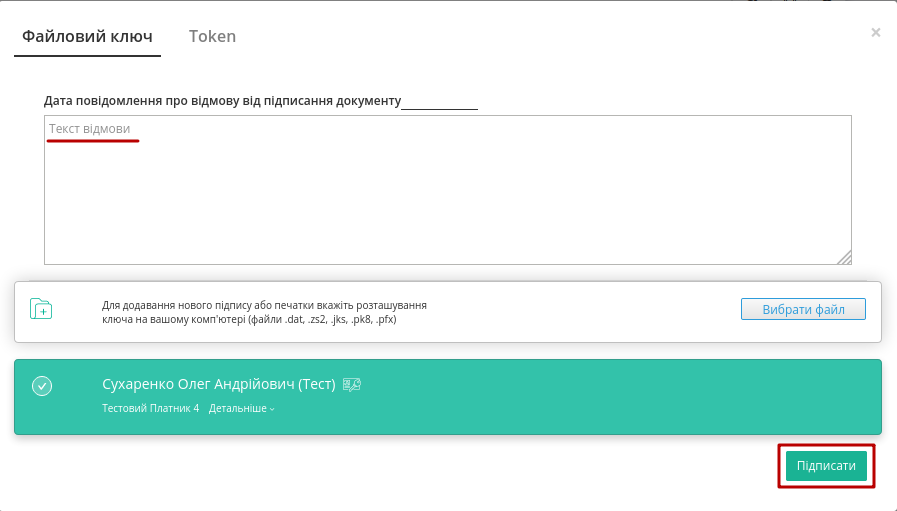 Файловий ключ Token ×
Дата повідомлення про відмову від підписання документу__________
Текст відмови
Для додавання нового підпису або печатки вкажіть розташування
ключа на вашому комп'ютері (файли .dat, .zs2, .jks, .pk8, .pfx)
Вибрати файл
Сухаренко Олег Андрійович (Тест)
Тестовий Платник 4 Детальніше
Підписати